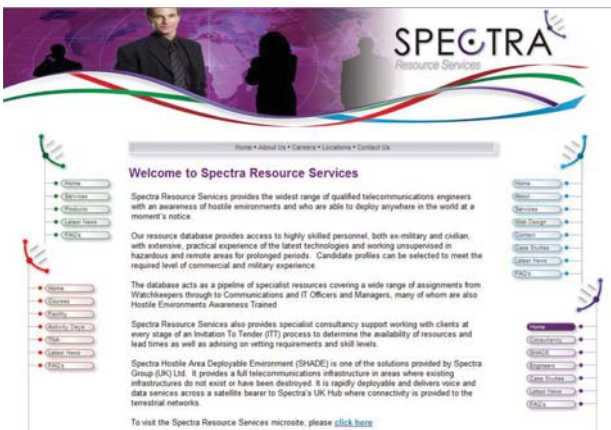 SPECTRA
Resource Services
Home • About Us • Careers • Locations • Contact Us
Welcome to Spectra Resource Services
Spectra Resource Services provides the widest range of qualified telecommunications engineers
with an awareness of hostile environments and who are able to deploy anywhere in the world at a
moment's notice.
Our resource database provides access to highly skilled personnel, both ex-military and civilian,
with extensive, practical experience of the latest technologies and working unsupervised in
hazardous and remote areas for prolonged periods. Candidate profiles can be selected to meet the
required level of commercial and military experience.
The database acts as a pipeline of specialist resources covering a wide range of assignments from
Watchkeepers through to Communications and IT Officers and Managers, many of whom are also
Hostile Environments Awareness Trained
Spectra Resource Services also provides specialist consultancy support working with clients at
every stage of an Invitation To Tender (ITT) process to determine the availability of resources and
lead times as well as advising on vetting requirements and skill levels.
Spectra Hostile Area Deployable Environment (SHADE) is one of the solutions provided by Spectra
Group (UK) Ltd. It provides a full telecommunications infrastructure in areas where existing
infrastructures do not exist or have been destroyed. It is rapidly deployable and delivers voice and
data services across a satellite bearer to Spectra's UK Hub where connectivity is provided to the
terrestrial networks.
To visit the Spectra Resource Services microsite, please click here
Home
Services
Products
Latest News
FAQ's
Home
Courses
Facility
Activity Days
TNA
Latest News
FAQ's
Home
About
Services
Web Design
Content
Case Studies
Latest News
FAQ's
Home
Consultancy
SHADE
Engineers
Case Studies
Latest News
FAQ's